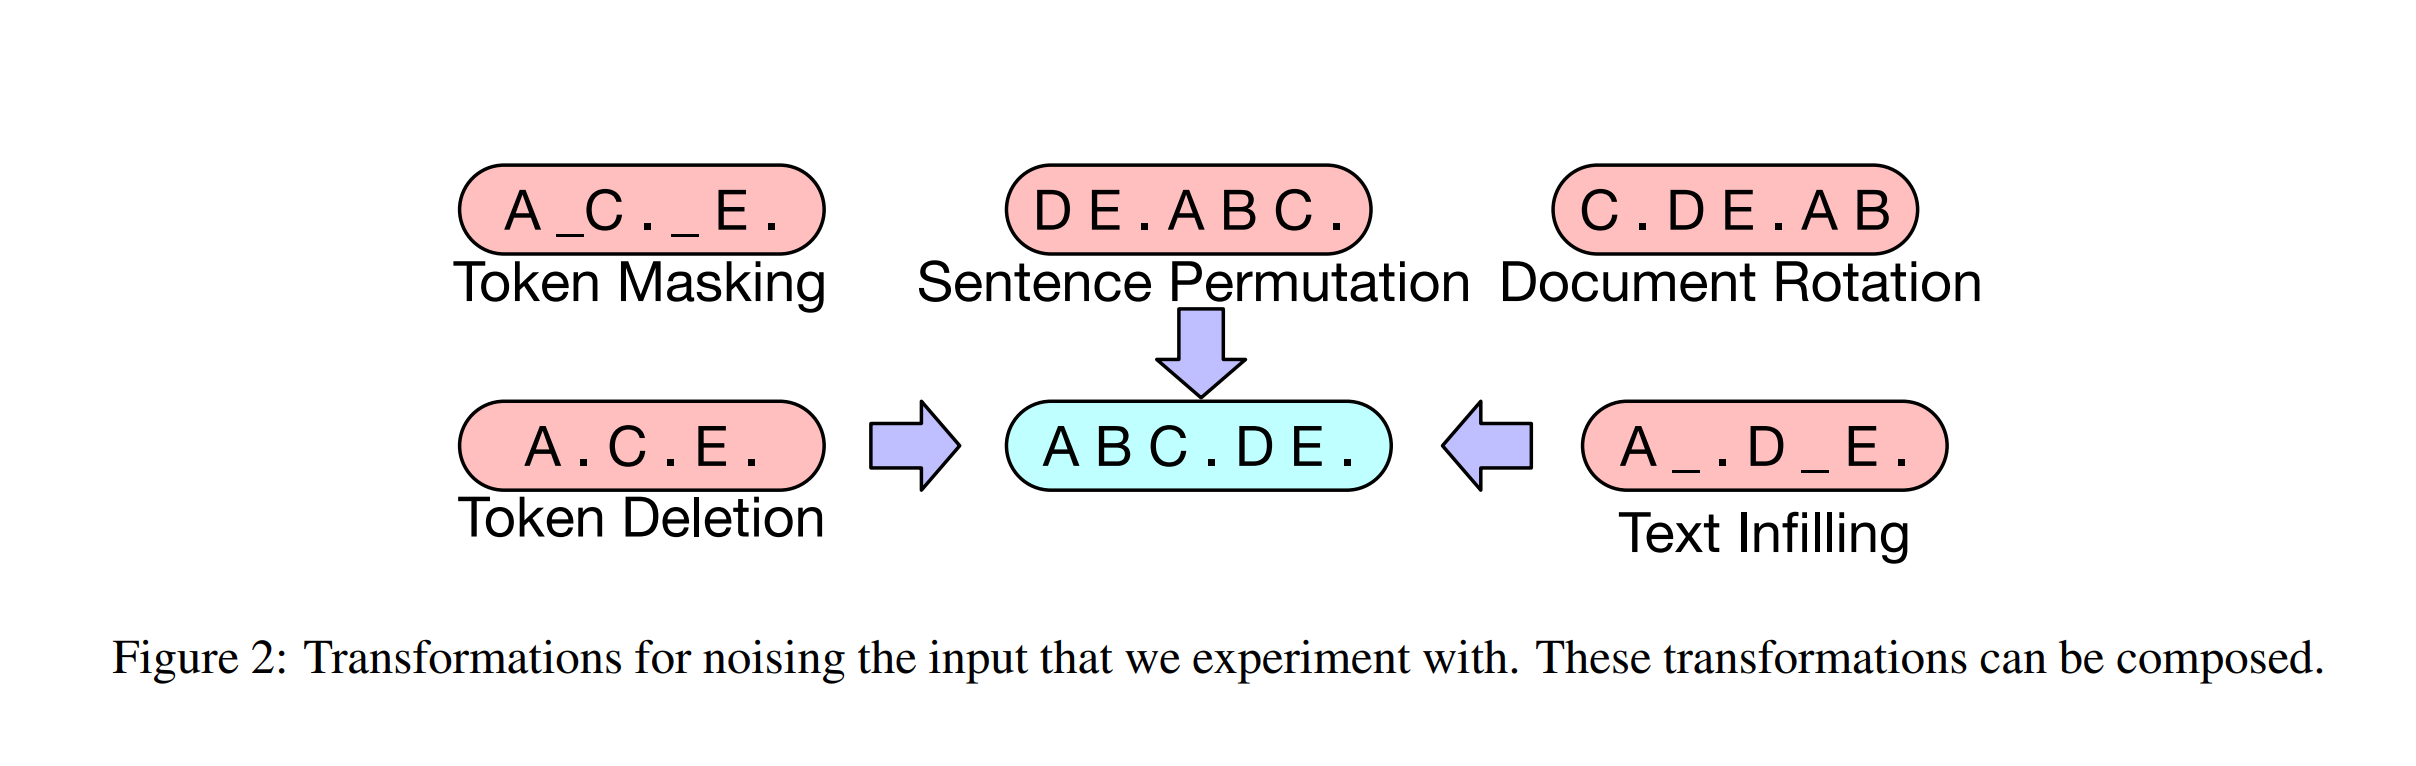 A _C . _ E .
D E . A B C .
C . D E . A B
Token Masking
Sentence Permutation
Document Rotation
A . C . E .
A B C . D E .
A _ . D _ E .
Token Deletion
Text Infilling
Figure 2: Transformations for noising the input that we experiment with. These transformations can be composed.